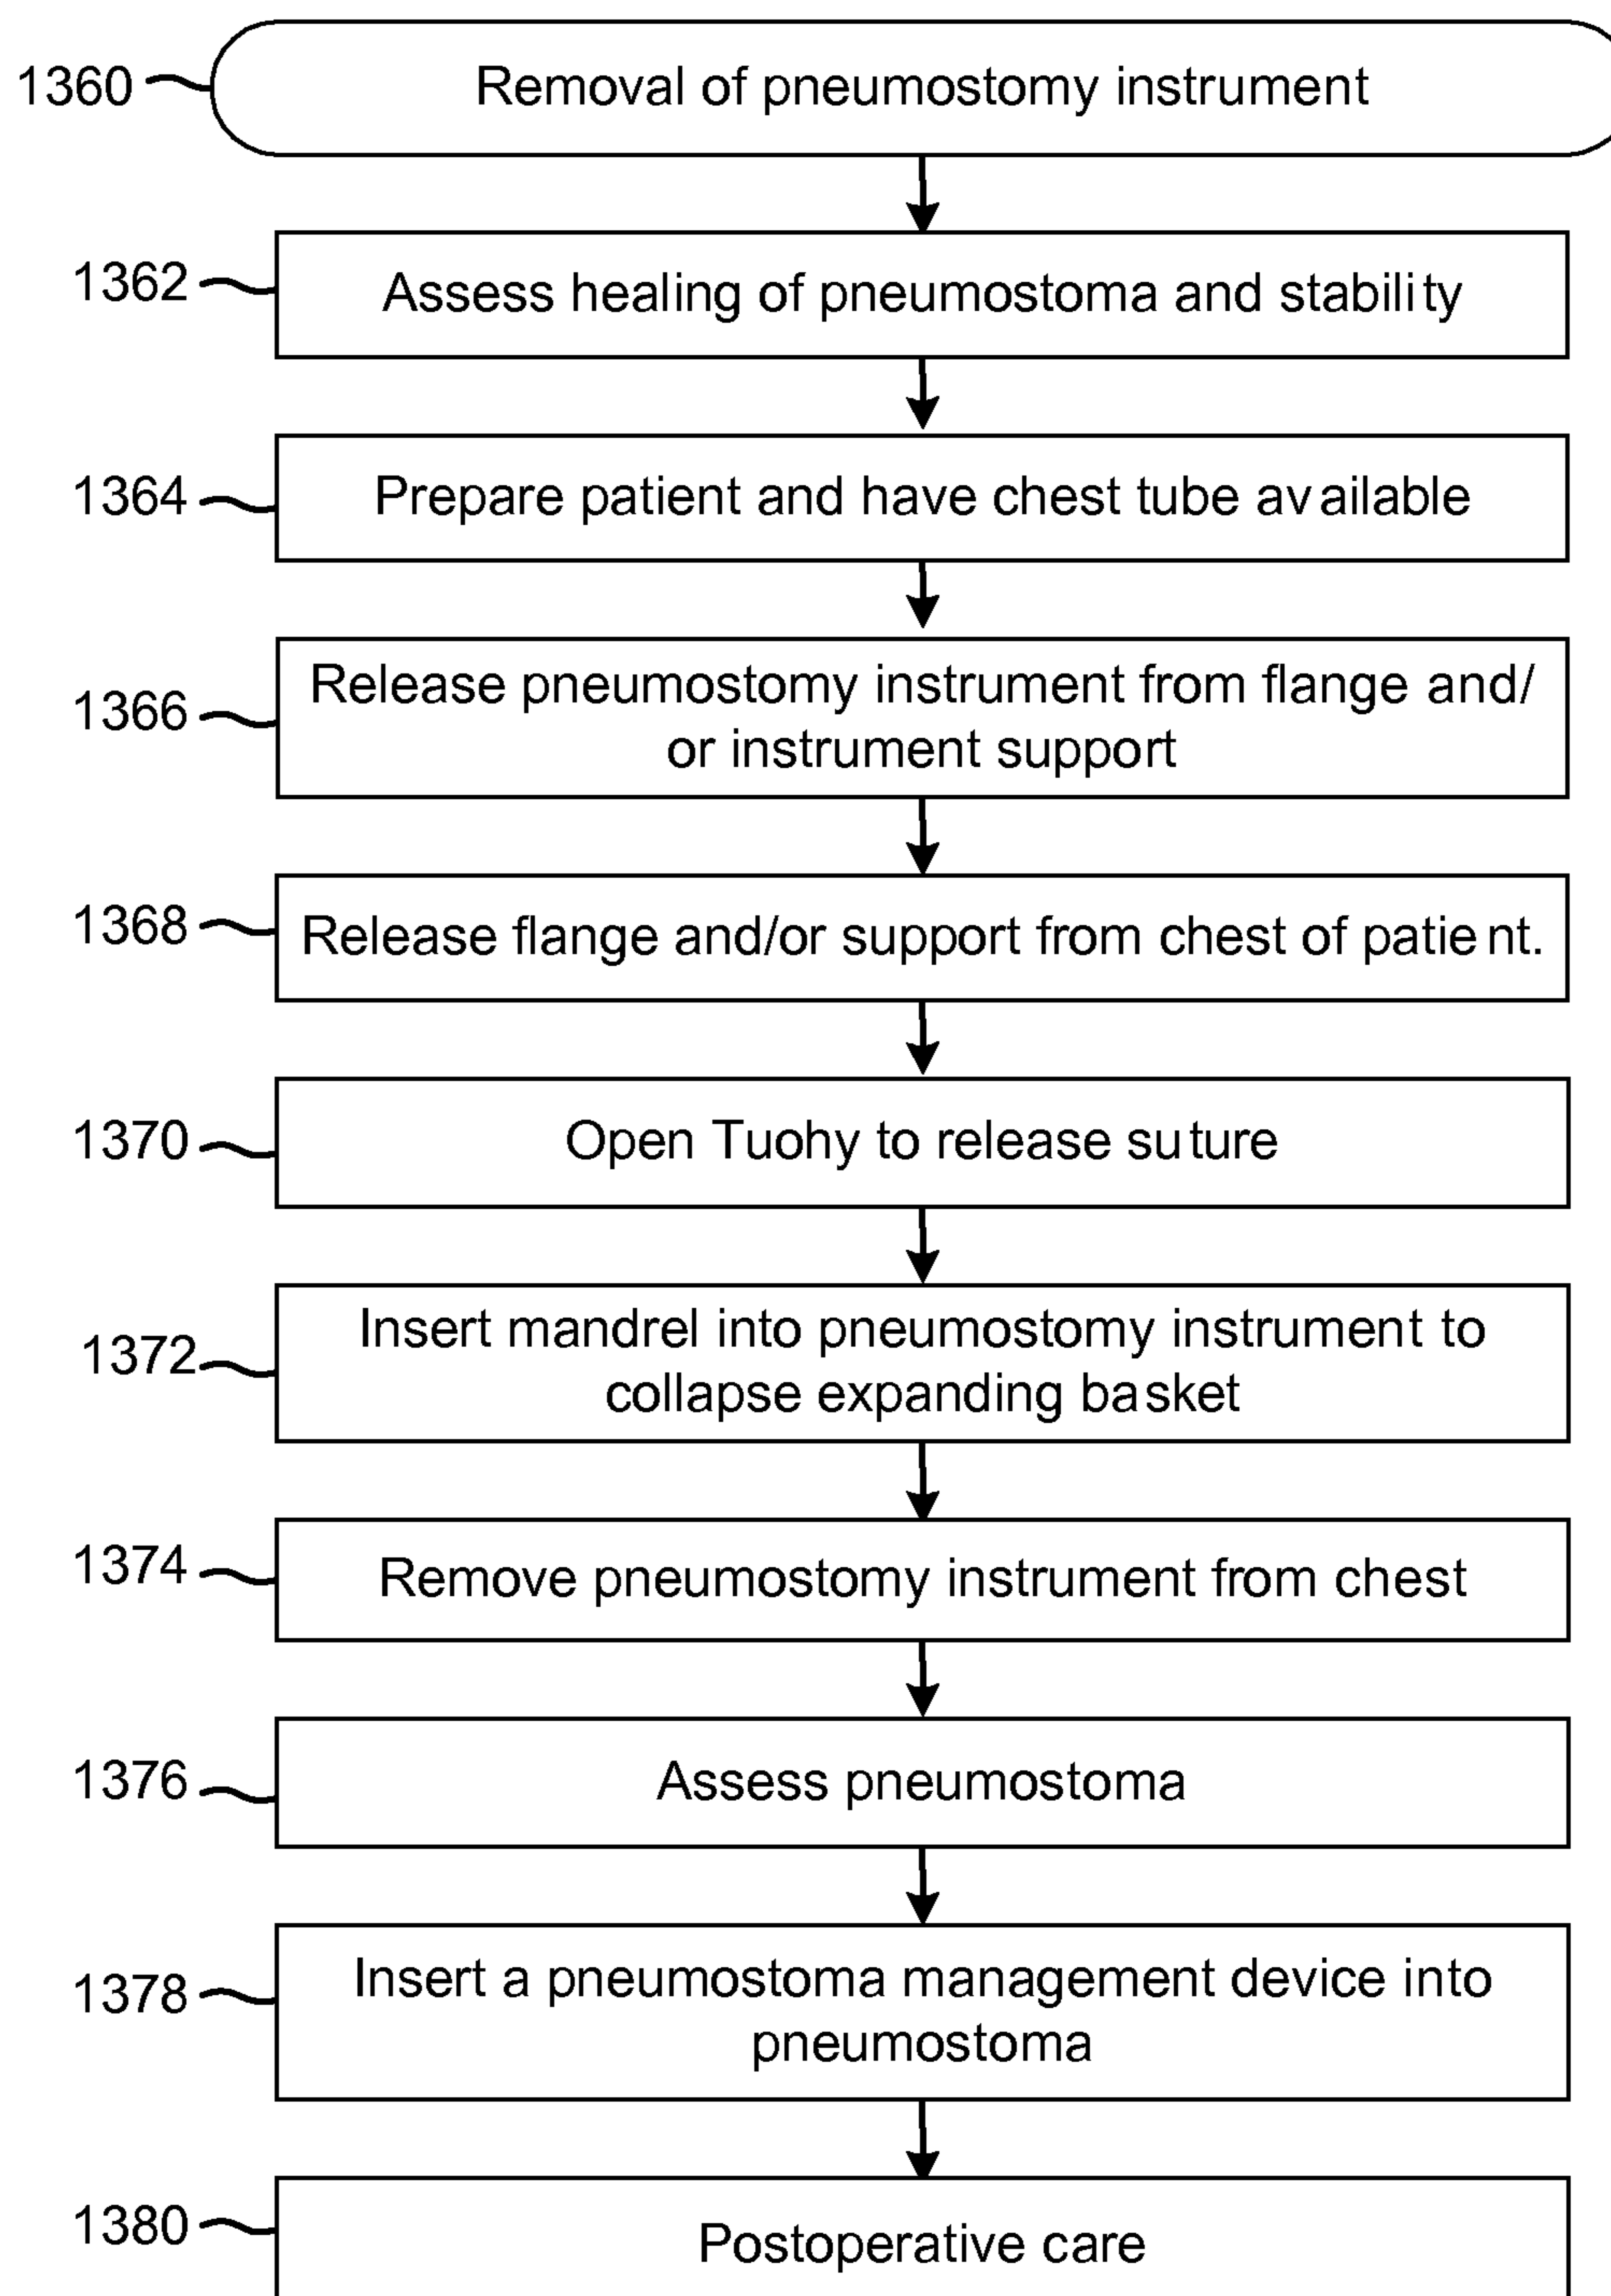 1360
Removal of pneumostomy instrument
1362
Assess healing of pneumostoma and stability
1364
Prepare patient and have chest tube available
1366
Release pneumostomy instrument from flange and/
or instrument support
1368
Release flange and/or support from chest of patient.
1370
Open Tuohy to release suture
1372
Insert mandrel into pneumostomy instrument to
collapse expanding basket
1374
Remove pneumostomy instrument from chest
1376
Assess pneumostoma
1378
Insert a pneumostoma management device into
pneumostoma
1380
Postoperative care